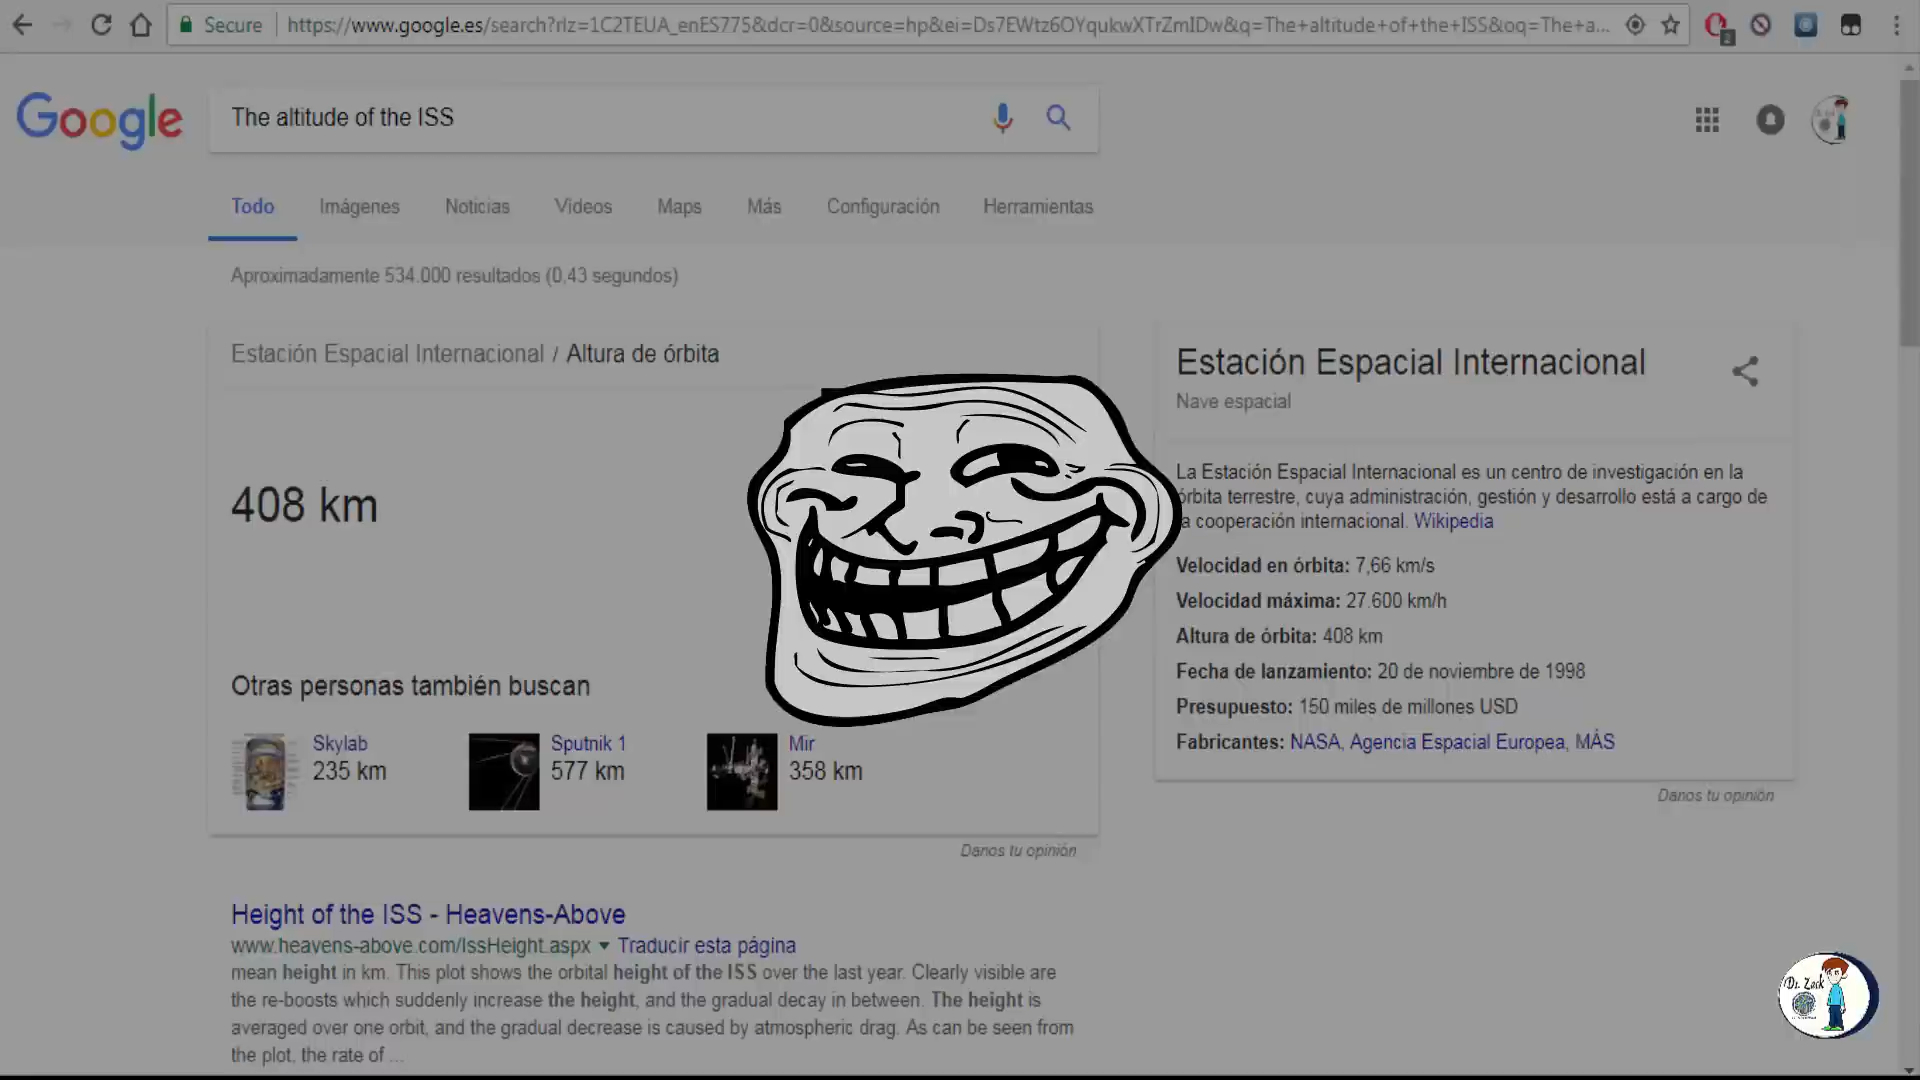 Secure
https://www.google.es/search?rlz=1C2TEUA_enES775&dcr=0&source=hp&ei=Ds7EWtz6OYqukwXTrZmIDw&q=The+altitude+of+the+ISS&oq=The+a...
2
Google
The altitude of the ISS
Todo Imágenes Noticias Vídeos Maps Más Configuración Herramientas
Aproximadamente 534.000 resultados (0,43 segundos)
Estación Espacial Internacional / Altura de órbita
408 km
Otras personas también buscan
Skylab
235 km
Sputnik 1
577 km
Mir
358 km
Danos tu opinión
Height of the ISS - Heavens-Above
www.heavens-above.com/IssHeight.aspx Traducir esta página
mean height in km. This plot shows the orbital height of the ISS over the last year. Clearly visible are
the re-boosts which suddenly increase the height, and the gradual decay in between. The height is
averaged over one orbit, and the gradual decrease is caused by atmospheric drag. As can be seen from
the plot, the rate of ...
Estación Espacial Internacional
Nave espacial
La Estación Espacial Internacional es un centro de investigación en la
órbita terrestre, cuya administración, gestión y desarrollo está a cargo de
a cooperación internacional. Wikipedia
Velocidad en órbita: 7,66 km/s
Velocidad máxima: 27.600 km/h
Altura de órbita: 408 km
Fecha de lanzamiento: 20 de noviembre de 1998
Presupuesto: 150 miles de millones USD
Fabricantes: NASA, Agencia Espacial Europea, MÁS
Danos tu opinión
Dr. Zack